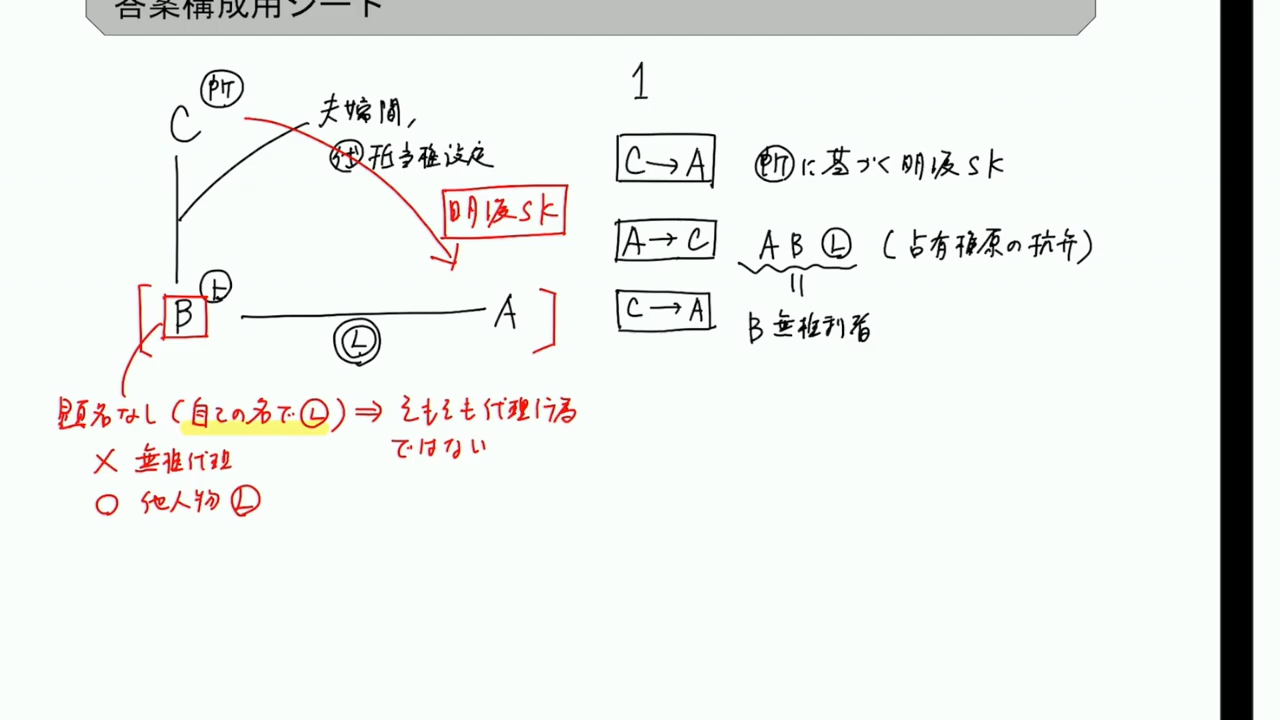 答案構成用シート
C 所
夫婦間,
代 抵当権設定
明渡SK
B
L
A
顕名なし(自己の名でL)⇒そもそも代理行為
ではない
× 無権代理
○ 他人物L
1
C→A 所に基づく明渡SK
A→C AB L (占有権原の抗弁)
C→A B無権利者